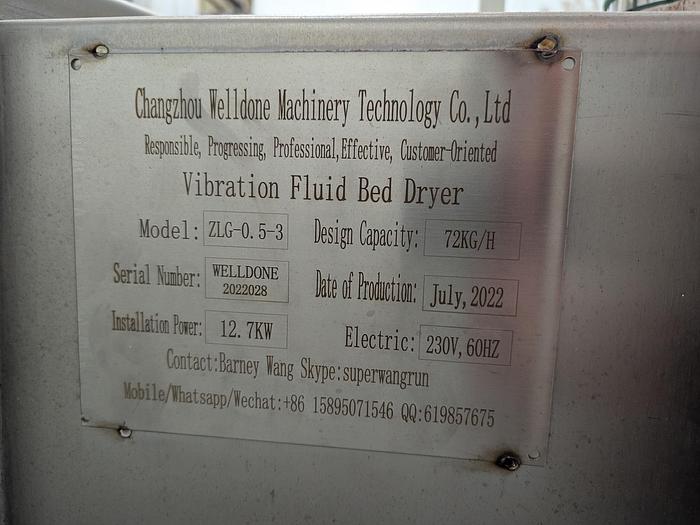 Changzhou Welldone Machinery Technology Co.,Ltd
Responsible, Progressing, Professional,Effective, Customer-Oriented
Vibration Fluid Bed Dryer
Model: ZLG-0.5-3 Design Capacity: 72KG/H
Serial Number: WELLDONE 2022028 Date of Production: July,2022
Installation Power: 12.7KW Electric: 230V,60HZ
Contact:Barney Wang Skype:superwangrun
Mobile/Whatsapp/Wechat:+86 15895071546 QQ:619857675